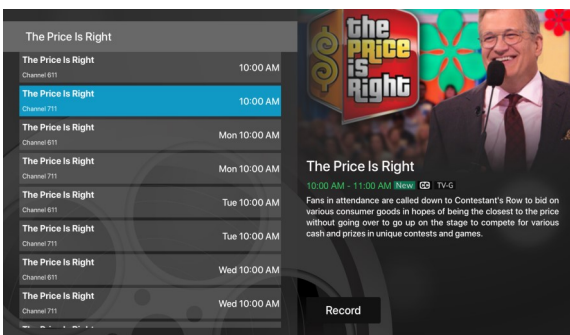 The Price Is Right
The Price Is Right
10:00 AM
Channel 611
The Price Is Right
10:00 AM
Channel 711
The Price Is Right
Mon 10:00 AM
Channel 611
The Price Is Right
Mon 10:00 AM
Channel 711
The Price Is Right
Tue 10:00 AM
Channel 611
The Price Is Right
Tue 10:00 AM
Channel 711
The Price Is Right
Wed 10:00 AM
Channel 611
The Price Is Right
Wed 10:00 AM
Channel 711
the
PRiCE
iS
Right
The Price Is Right
10:00 AM - 11:00 AM New CC TV-G
Fans in attendance are called down to Contestant's Row to bid on
various consumer goods in hopes of being the closest to the price
without going over to go up on the stage to compete for various
cash and prizes in unique contests and games.
Record